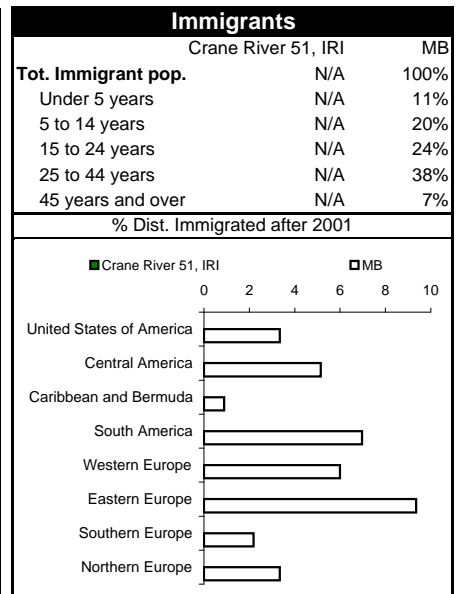 Immigrants
Crane River 51, IRI MB
Tot. Immigrant pop. N/A 100%
Under 5 years N/A 11%
5 to 14 years N/A 20%
15 to 24 years N/A 24%
25 to 44 years N/A 38%
45 years and over N/A 7%
% Dist. Immigrated after 2001
Crane River 51, IRI MB
0 2 4 6 8 10
United States of America
Central America
Caribbean and Bermuda
South America
Western Europe
Eastern Europe
Southern Europe
Northern Europe